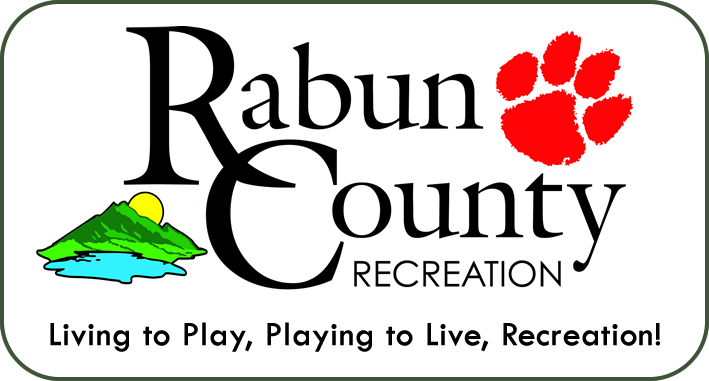 Rabun
County
RECREATION
Living to Play, Playing to Live, Recreation!